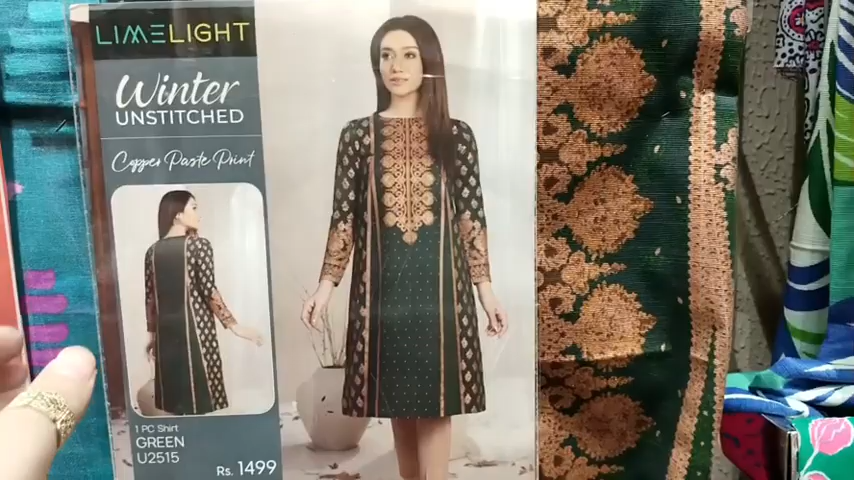 LIMELIGHT
Winter
UNSTITCHED
Copper Paste Print
1 PC Shirt
GREEN
U2515
Rs. 1499